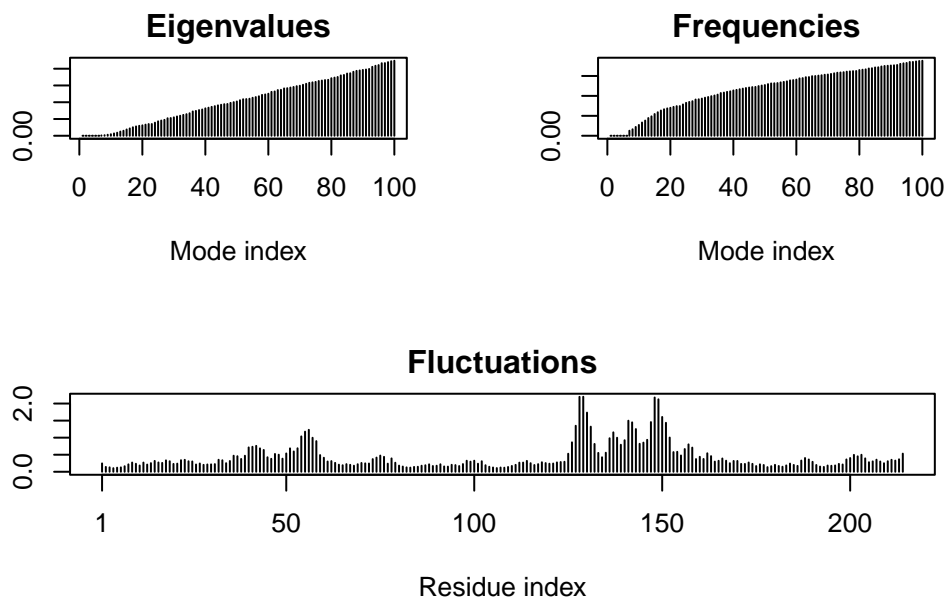 Eigenvalues
0.00
0 20 40 60 80 100
Mode index
Frequencies
0.00
0 20 40 60 80 100
Mode index
Fluctuations
2.0
0.0
1 50 100 150 200
Residue index